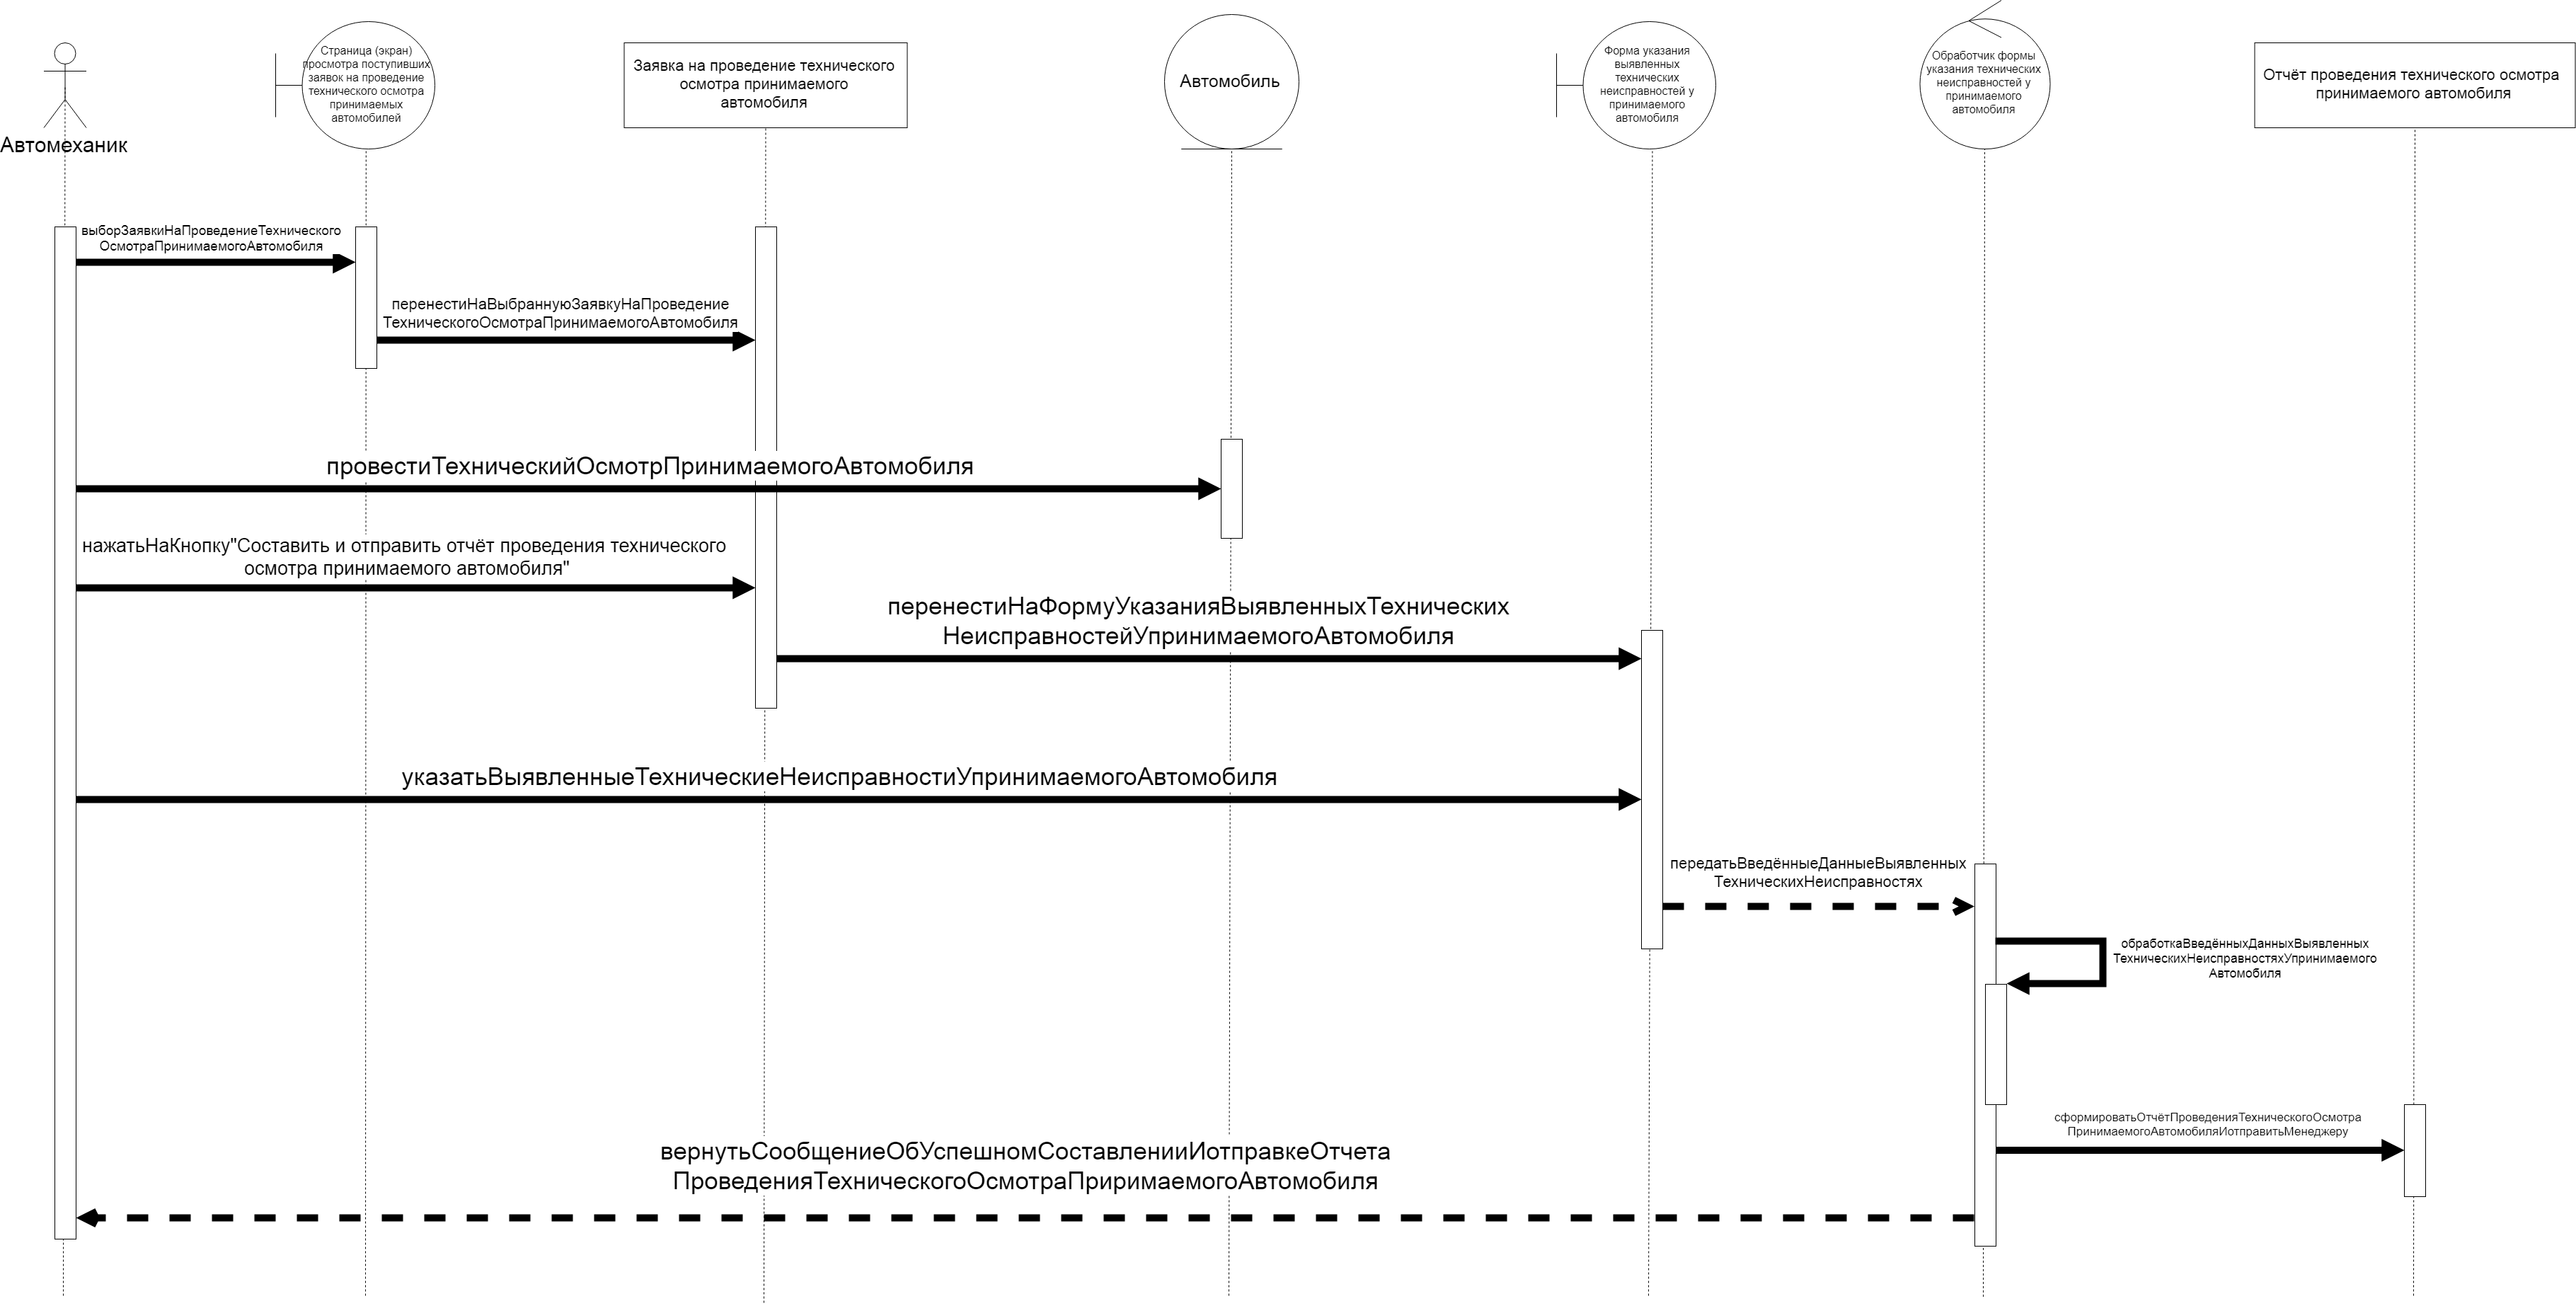 Автомеханик
Страница (экран)
просмотра поступивших
заявок на проведение
технического осмотра
принимаемых
автомобилей
Заявка на проведение технического
осмотра принимаемого
автомобиля
Автомобиль
Форма указания
выявленных
технических
неисправностей у
принимаемого
автомобиля
Обработчик формы
указания технических
неисправностей у
принимаемого
автомобиля
Отчёт проведения технического осмотра
принимаемого автомобиля
выборЗаявкиНаПроведениеТехнического
ОсмотраПринимаемогоАвтомобиля
перенестиНаВыбраннуюЗаявкуНаПроведение
ТехническогоОсмотраПринимаемогоАвтомобиля
провестиТехническийОсмотрПринимаемогоАвтомобиля
нажатьНаКнопку"Составить и отправить отчёт проведения технического
осмотра принимаемого автомобиля"
перенестиНаФормуУказанияВыявленныхТехнических
НеисправностейУпринимаемогоАвтомобиля
указатьВыявленныеТехническиеНеисправностиУпринимаемогоАвтомобиля
передатьВведённыеДанныеВыявленных
ТехническихНеисправностях
обработкаВведённыхДанныхВыявленных
ТехническихНеисправностяхУпринимаемого
Автомобиля
сформироватьОтчётПроведенияТехническогоОсмотра
ПринимаемогоАвтомобиляИотправитьМенеджеру
вернутьСообщениеОбУспешномСоставленииИотправкеОтчета
ПроведенияТехническогоОсмотраПриримаемогоАвтомобиля